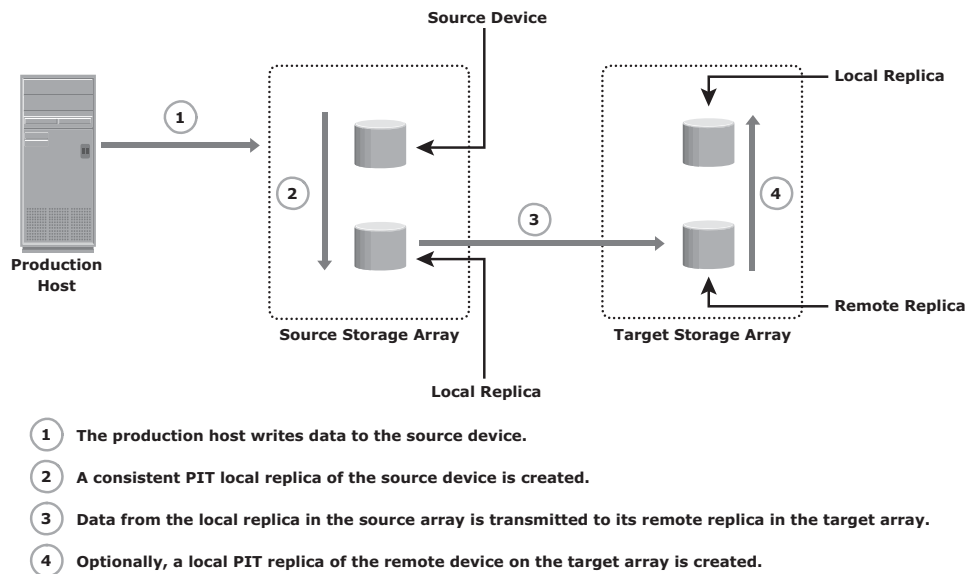 Source Device
Local Replica
1
2
3
4
Production
Host
Remote Replica
Source Storage Array
Target Storage Array
Local Replica
1 The production host writes data to the source device.
2 A consistent PIT local replica of the source device is created.
3 Data from the local replica in the source array is transmitted to its remote replica in the target array.
4 Optionally, a local PIT replica of the remote device on the target array is created.